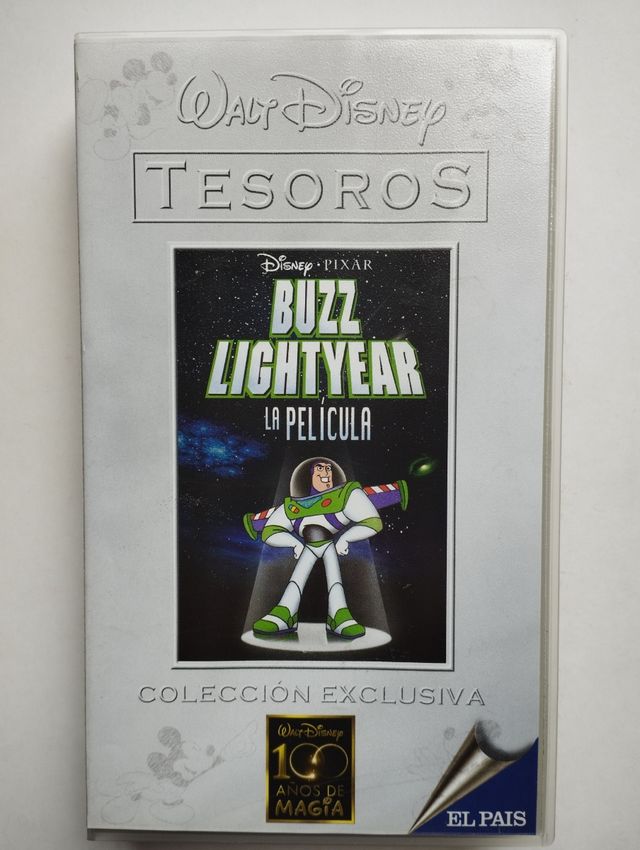 WALT DISNEY
TESOROS
DISNEY · PIXAR
BUZZ
LIGHTYEAR
LA PELÍCULA
COLECCIÓN EXCLUSIVA
WALT DISNEY
100
AÑOS DE
MAGIA
EL PAIS